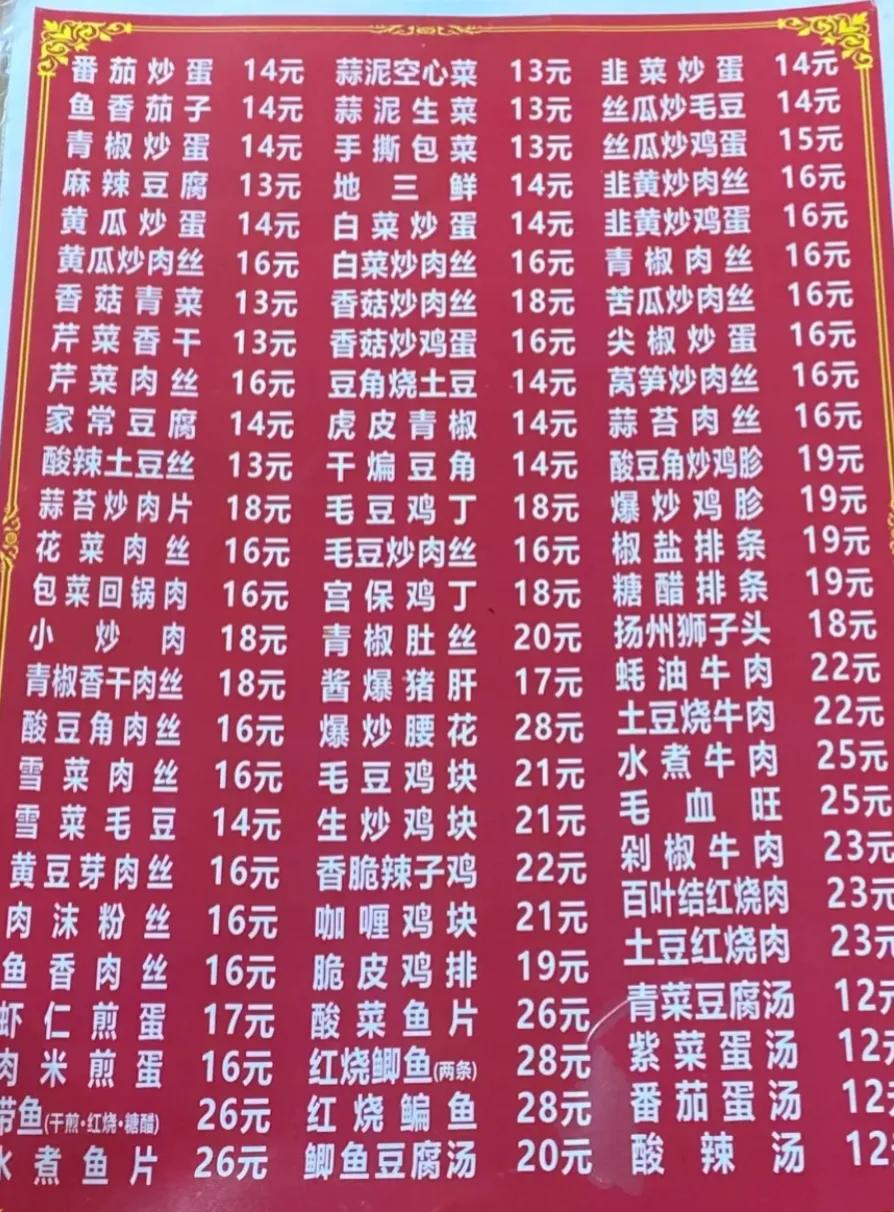 番茄炒蛋 14元 蒜泥空心菜 13元 韭菜炒蛋 14元
鱼香茄子 14元 蒜泥生菜 13元 丝瓜炒毛豆 14元
青椒炒蛋 14元 手撕包菜 13元 丝瓜炒鸡蛋 15元
麻辣豆腐 13元 地三鲜 14元 韭黄炒肉丝 16元
黄瓜炒蛋 14元 白菜炒蛋 14元 韭黄炒鸡蛋 16元
黄瓜炒肉丝 16元 白菜炒肉丝 16元 青椒肉丝 16元
香菇青菜 13元 香菇炒肉丝 18元 苦瓜炒肉丝 16元
芹菜香干 13元 香菇炒鸡蛋 16元 尖椒炒蛋 16元
芹菜肉丝 16元 豆角烧土豆 14元 莴笋炒肉丝 16元
家常豆腐 14元 虎皮青椒 14元 蒜苔肉丝 16元
酸辣土豆丝 13元 干煸豆角 14元 酸豆角炒鸡胗 19元
蒜苔炒肉片 18元 毛豆鸡丁 18元 爆炒鸡胗 19元
花菜肉丝 16元 毛豆炒肉丝 16元 椒盐排条 19元
包菜回锅肉 16元 宫保鸡丁 18元 糖醋排条 19元
小炒肉 18元 青椒肚丝 20元 扬州狮子头 18元
青椒香干肉丝 18元 酱爆猪肝 17元 蚝油牛肉 22元
酸豆角肉丝 16元 爆炒腰花 28元 土豆烧牛肉 22元
雪菜肉丝 16元 毛豆鸡块 21元 水煮牛肉 25元
雪菜毛豆 14元 生炒鸡块 21元 毛血旺 25元
黄豆芽肉丝 16元 香脆辣子鸡 22元 剁椒牛肉 23元
肉沫粉丝 16元 咖喱鸡块 21元 百叶结红烧肉 23元
鱼香肉丝 16元 脆皮鸡排 19元 土豆红烧肉 23元
虾仁煎蛋 17元 酸菜鱼片 26元 青菜豆腐汤 12元
肉米煎蛋 16元 红烧鲫鱼(两条) 28元 紫菜蛋汤 12元
带鱼(干煎·红烧·糖醋) 26元 红烧鳊鱼 28元 番茄蛋汤 12
水煮鱼片 26元 鲫鱼豆腐汤 20元 酸辣汤 12